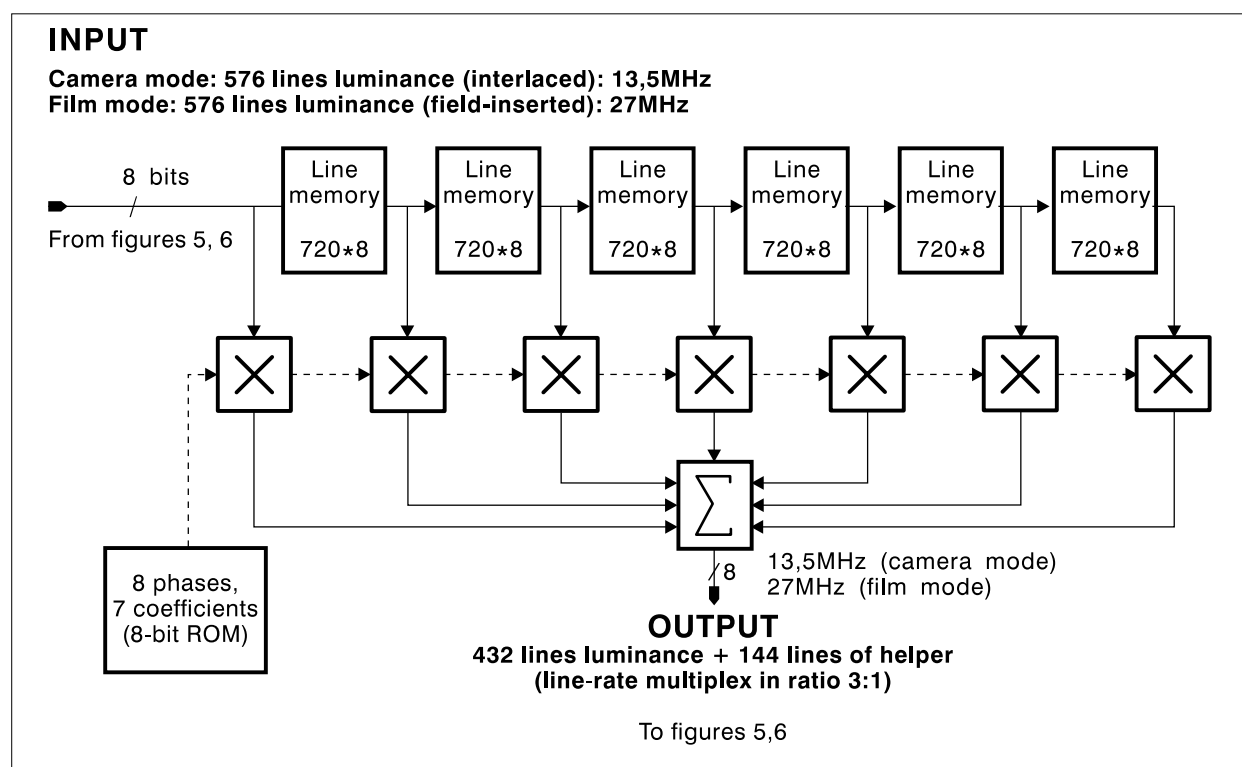 INPUT
Camera mode: 576 lines luminance (interlaced): 13,5MHz
Film mode: 576 lines luminance (field-inserted): 27MHz
8 bits
From figures 5, 6
Line
memory
720*8
Line
memory
720*8
Line
memory
720*8
Line
memory
720*8
Line
memory
720*8
Line
memory
720*8
Σ
8 phases,
7 coefficients
(8-bit ROM)
8
13,5MHz (camera mode)
27MHz (film mode)
OUTPUT
432 lines luminance + 144 lines of helper
(line-rate multiplex in ratio 3:1)
To figures 5,6